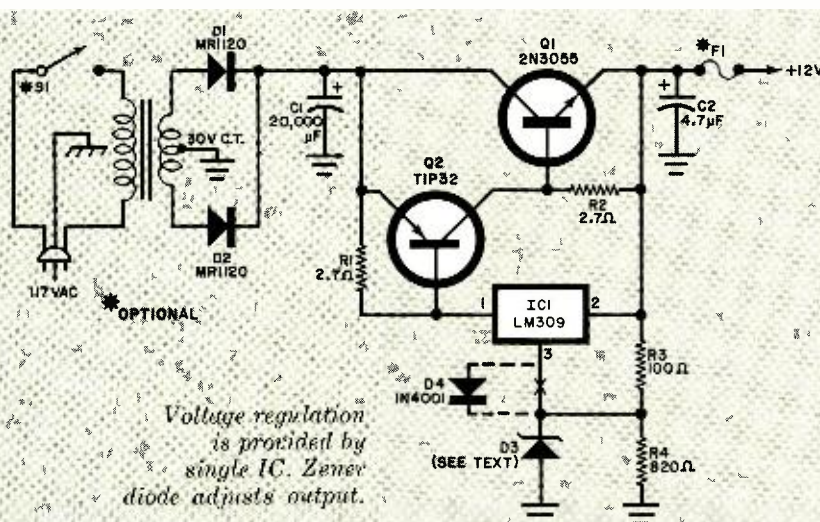 D1
MR1120
Q1
2N3055
*F1
+12V
*S1
C1
20,000
µF
C2
4.7µF
30V C.T.
Q2
TIP32
R2
2.7Ω
D2
MR1120
R1
2.7Ω
117VAC
*OPTIONAL
1
IC1
LM309
2
3
R3
100Ω
D4
1N4001
D3
(SEE TEXT)
R4
820Ω
Voltage regulation
is provided by
single IC. Zener
diode adjusts output.